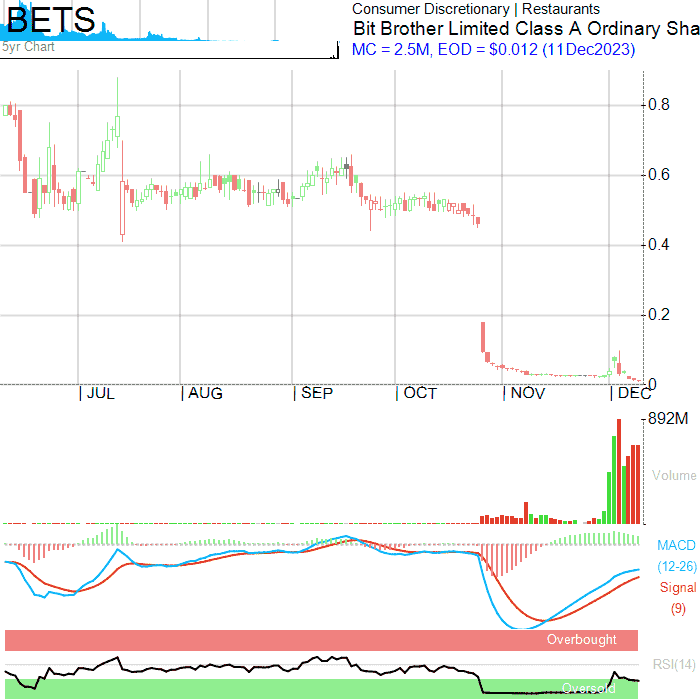 BETS
5yr Chart
Consumer Discretionary | Restaurants
Bit Brother Limited Class A Ordinary Sha
MC = 2.5M, EOD = $0.012 (11Dec2023)
0.8
0.6
0.4
0.2
0
JUL AUG SEP OCT NOV DEC
892M
Volume
MACD
(12-26)
Signal
(9)
Overbought
RSI(14)
Oversold